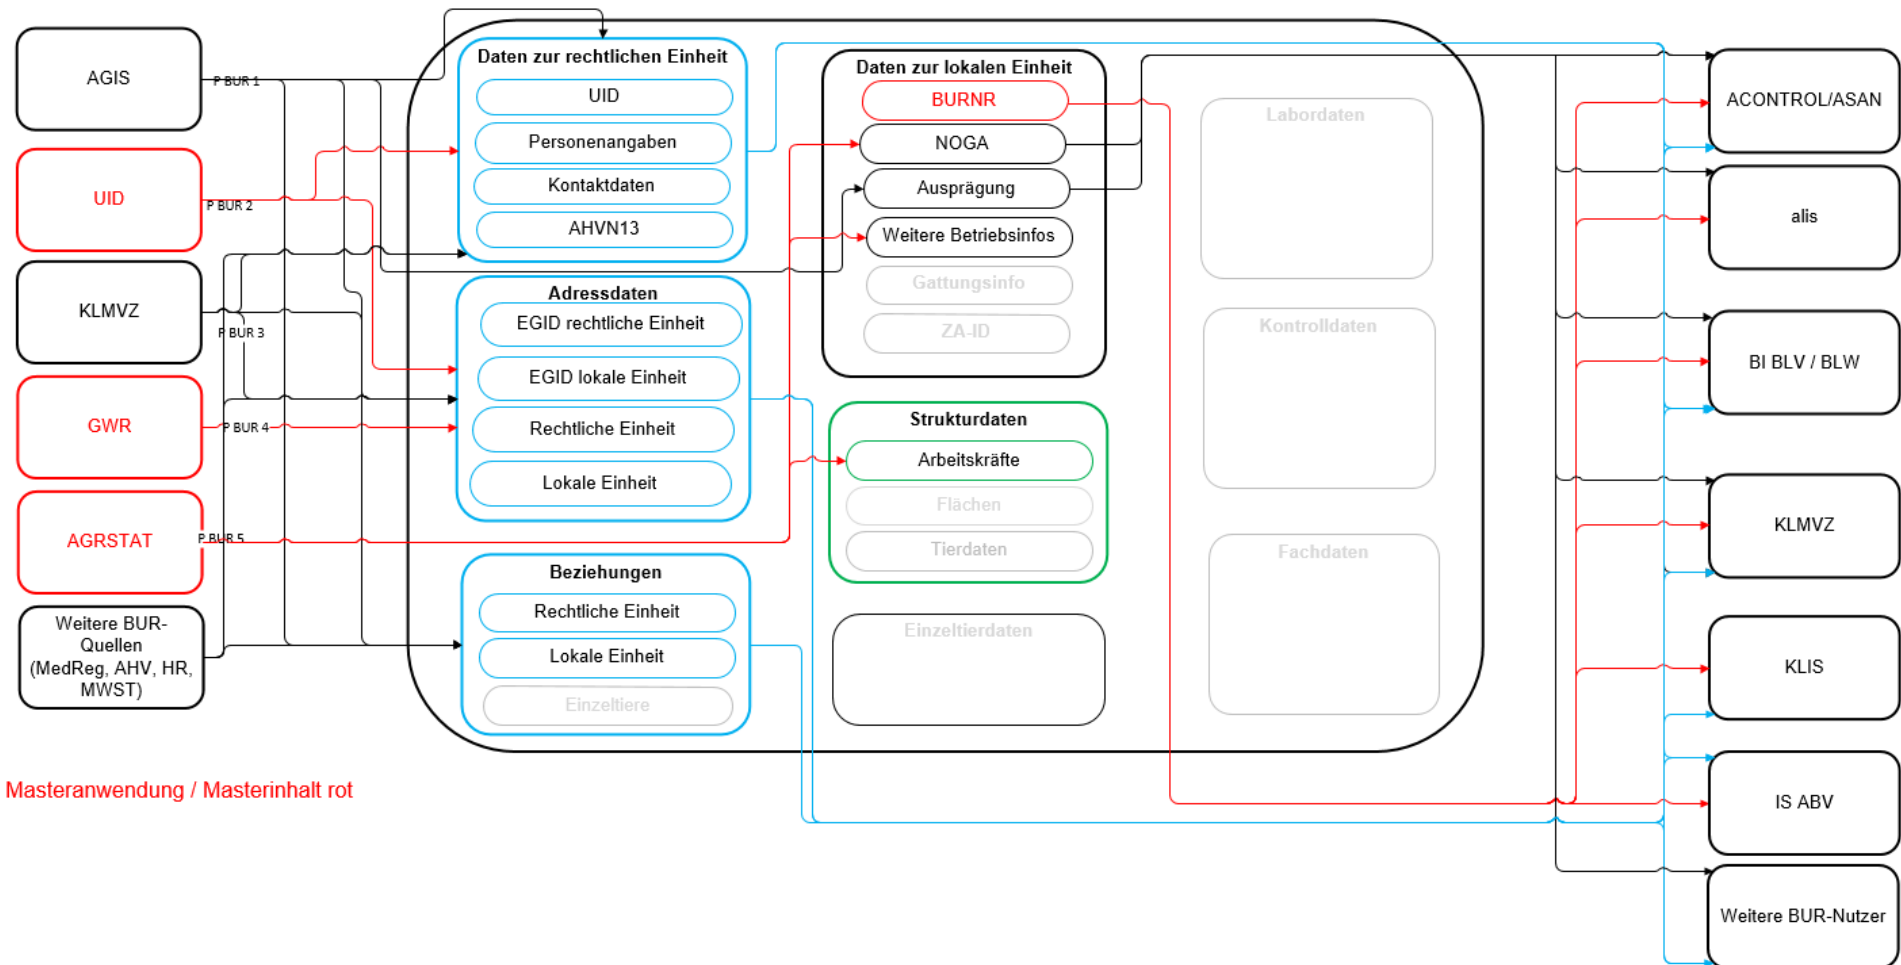 AGIS
UID
KLMVZ
GWR
AGRSTAT
Weitere BUR-
Quellen
(MedReg, AHV, HR,
MWST)
P BUR 1
P BUR 2
P BUR 3
P BUR 4
P BUR 5
Daten zur rechtlichen Einheit
UID
Personenangaben
Kontaktdaten
AHVN13
Adressdaten
EGID rechtliche Einheit
EGID lokale Einheit
Rechtliche Einheit
Lokale Einheit
Beziehungen
Rechtliche Einheit
Lokale Einheit
Einzeltiere
Daten zur lokalen Einheit
BURNR
NOGA
Ausprägung
Weitere Betriebsinfos
Gattungsinfo
ZA-ID
Strukturdaten
Arbeitskräfte
Flächen
Tierdaten
Einzeltierdaten
Labordaten
Kontrolldaten
Fachdaten
ACONTROL/ASAN
alis
BI BLV / BLW
KLMVZ
KLIS
IS ABV
Weitere BUR-Nutzer
Masteranwendung / Masterinhalt rot